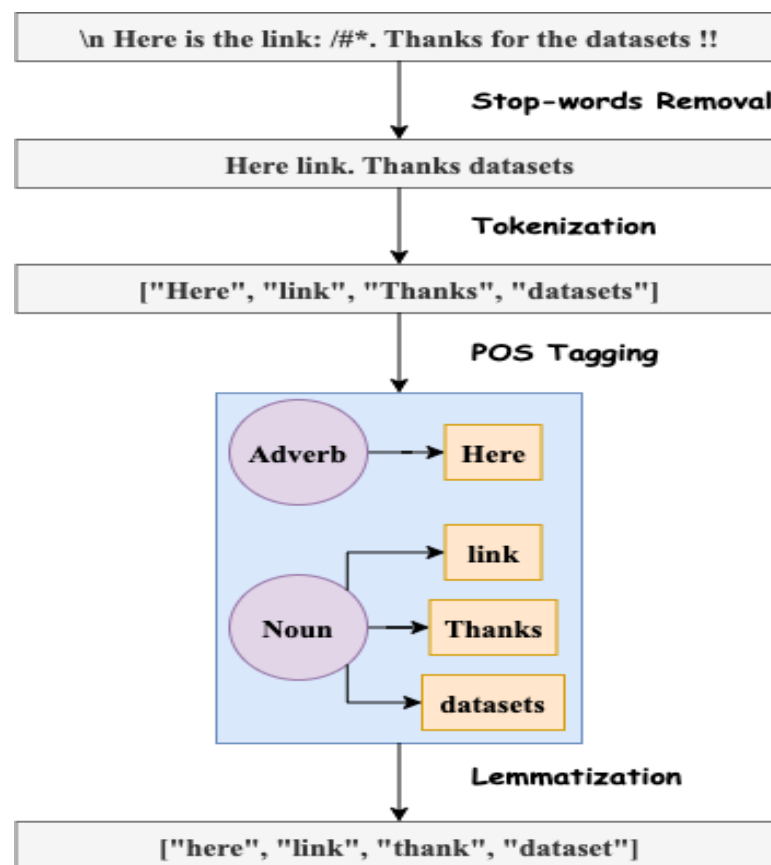 \n Here is the link: /#*. Thanks for the datasets !!
Stop-words Removal
Here link. Thanks datasets
Tokenization
["Here", "link", "Thanks", "datasets"]
POS Tagging
Adverb
Here
link
Noun
Thanks
datasets
Lemmatization
["here", "link", "thank", "dataset"]